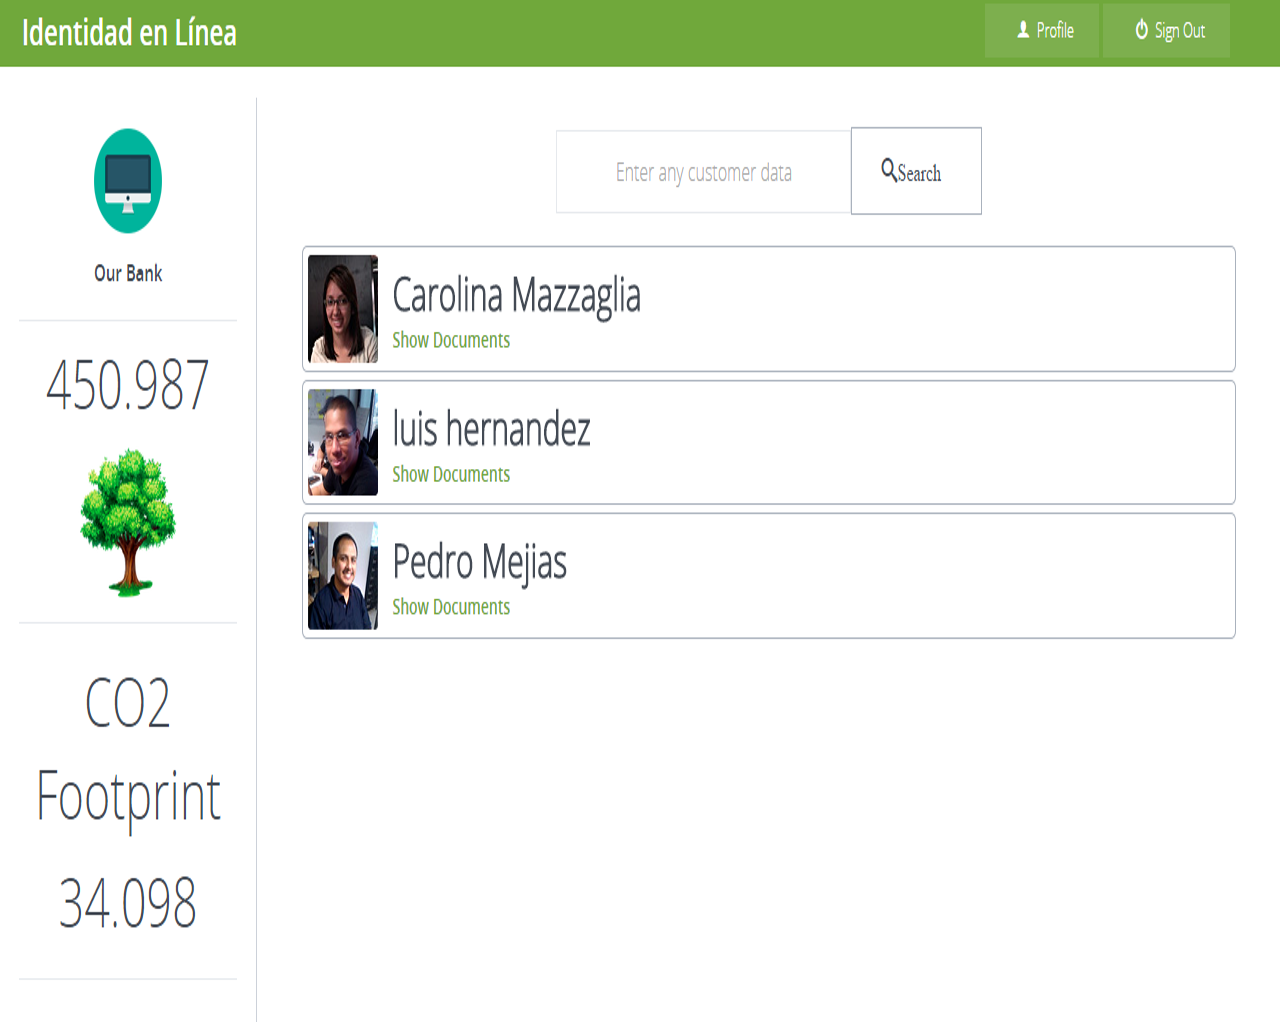 Identidad en Línea
Profile
Sign Out
Our Bank
450.987
CO2
Footprint
34.098
Enter any customer data
Search
Carolina Mazzaglia
Show Documents
luis hernandez
Show Documents
Pedro Mejias
Show Documents